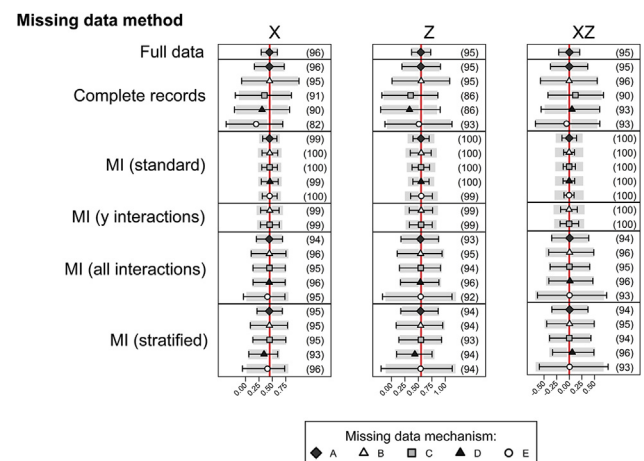 Missing data method
X Z XZ
Full data (96) (95) (95)
(96) (95) (95)
(95) (95) (96)
Complete records (91) (86) (90)
(90) (86) (93)
(82) (93) (93)
(99) (100) (100)
(100) (100) (100)
MI (standard) (100) (100) (100)
(99) (100) (100)
(100) (99) (100)
MI (y interactions) (99) (99) (100)
(99) (99) (100)
(94) (93) (94)
(96) (95) (96)
MI (all interactions) (95) (94) (95)
(96) (96) (96)
(95) (92) (93)
(95) (94) (94)
(95) (94) (95)
MI (stratified) (95) (93) (94)
(93) (94) (96)
(96) (94) (93)
0.00 0.25 0.50 0.75 0.00 0.25 0.50 0.75 1.00 -0.50 -0.25 0.00 0.25 0.50
Missing data mechanism:
A B C D E